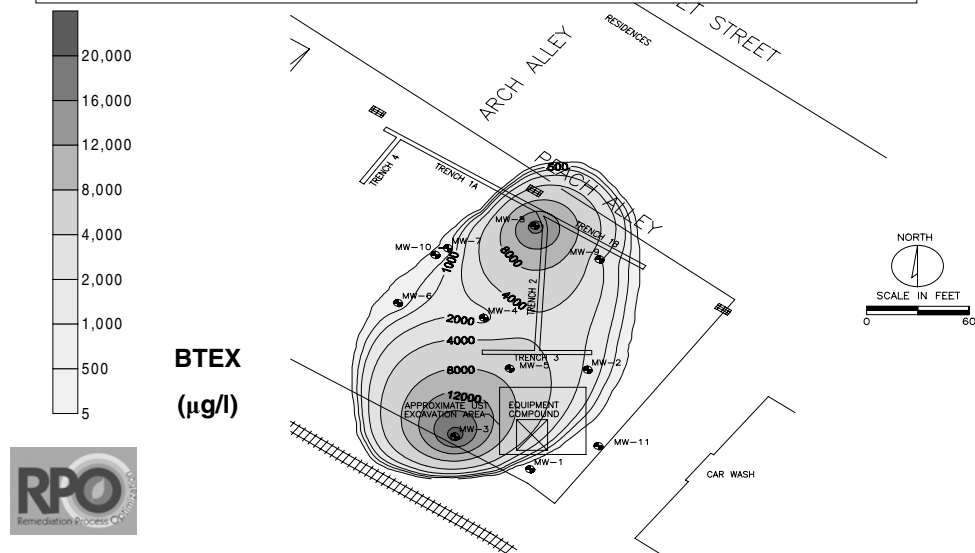 20,000
16,000
12,000
8,000
4,000
2,000
1,000
500
5
BTEX
(µg/l)
RPO
Remediation Process Optimization
ET STREET
RESIDENCES
ARCH ALLEY
PEACH ALLEY
500
TRENCH 4
TRENCH 1A
MW-8
TRENCH 1B
MW-7
MW-10
1000
8000
MW-9
4000
TRENCH 2
MW-6
MW-4
2000
4000
TRENCH 3
MW-5
MW-2
8000
12000
APPROXIMATE UST
EXCAVATION AREA
EQUIPMENT
COMPOUND
MW-3
MW-11
MW-1
CAR WASH
NORTH
SCALE IN FEET
0 60